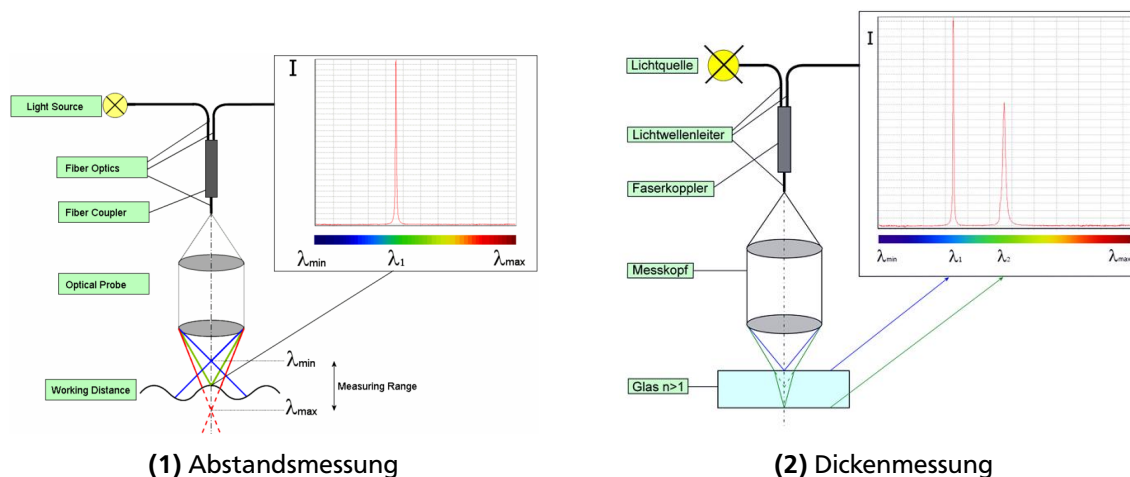 I
Light Source
Fiber Optics
Fiber Coupler
λmin
λ1
λmax
Optical Probe
λmin
Measuring Range
Working Distance
λmax
(1) Abstandsmessung
I
Lichtquelle
Lichtwellenleiter
Faserkoppler
λmin
λ1
λ2
λmax
Messkopf
Glas n>1
(2) Dickenmessung